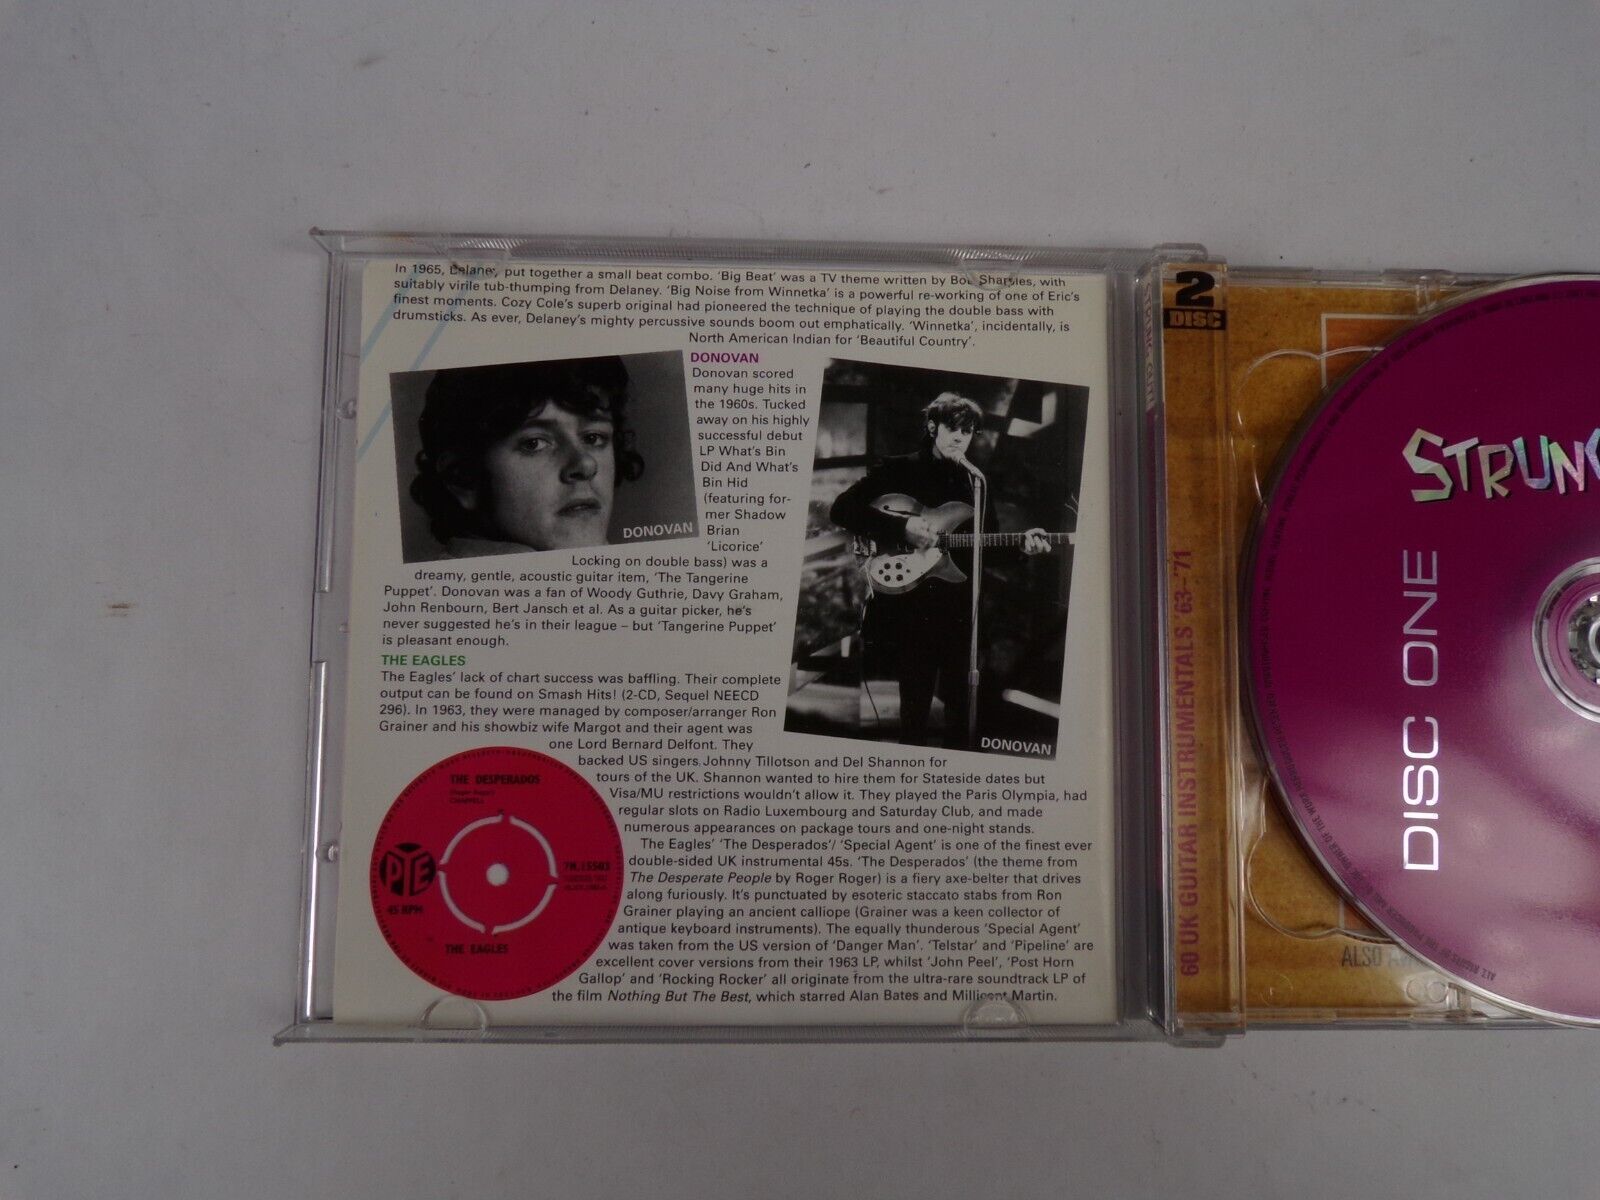 In 1965, Delaney put together a small beat combo. 'Big Beat' was a TV theme written by Bob Sharples, with
suitably virile tub-thumping from Delaney. 'Big Noise from Winnetka' is a powerful re-working of one of Eric's
finest moments. Cozy Cole's superb original had pioneered the technique of playing the double bass with
drumsticks. As ever, Delaney's mighty percussive sounds boom out emphatically. 'Winnetka', incidentally, is
North American Indian for 'Beautiful Country'.
DONOVAN
Donovan scored
many huge hits in
the 1960s. Tucked
away on his highly
successful debut
LP What's Bin
Did And What's
Bin Hid
(featuring for-
mer Shadow
Brian
'Licorice'
Locking on double bass) was a
dreamy, gentle, acoustic guitar item, 'The Tangerine
Puppet'. Donovan was a fan of Woody Guthrie, Davy Graham,
John Renbourn, Bert Jansch et al. As a guitar picker, he's
never suggested he's in their league – but 'Tangerine Puppet'
is pleasant enough.
DONOVAN
DONOVAN
THE EAGLES
The Eagles' lack of chart success was baffling. Their complete
output can be found on Smash Hits! (2-CD, Sequel NEECD
296). In 1963, they were managed by composer/arranger Ron
Grainer and his showbiz wife Margot and their agent was
one Lord Bernard Delfont. They
backed US singers Johnny Tillotson and Del Shannon for
tours of the UK. Shannon wanted to hire them for Stateside dates but
Visa/MU restrictions wouldn't allow it. They played the Paris Olympia, had
regular slots on Radio Luxembourg and Saturday Club, and made
numerous appearances on package tours and one-night stands.
The Eagles' 'The Desperados'/ 'Special Agent' is one of the finest ever
double-sided UK instrumental 45s. 'The Desperados' (the theme from
The Desperate People by Roger Roger) is a fiery axe-belter that drives
along furiously. It's punctuated by esoteric staccato stabs from Ron
Grainer playing an ancient calliope (Grainer was a keen collector of
antique keyboard instruments). The equally thunderous 'Special Agent'
was taken from the US version of 'Danger Man'. 'Telstar' and 'Pipeline' are
excellent cover versions from their 1963 LP, whilst 'John Peel', 'Post Horn
Gallop' and 'Rocking Rocker' all originate from the ultra-rare soundtrack LP of
the film Nothing But The Best, which starred Alan Bates and Millicent Martin.
THE DESPERADOS
(Roger Roger)
CHAPPELL
PYE
45 RPM
7N.15503
THE EAGLES
2
DISC
60 UK GUITAR INSTRUMENTALS '63–'71
STRUNG
DISC ONE
ALSO